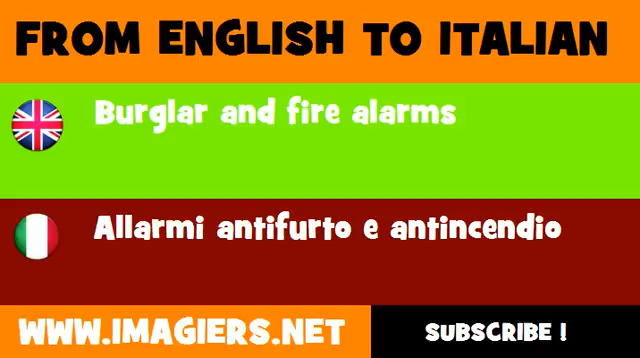 FROM ENGLISH TO ITALIAN
Burglar and fire alarms
Allarmi antifurto e antincendio
WWW.IMAGIERS.NET
SUBSCRIBE !